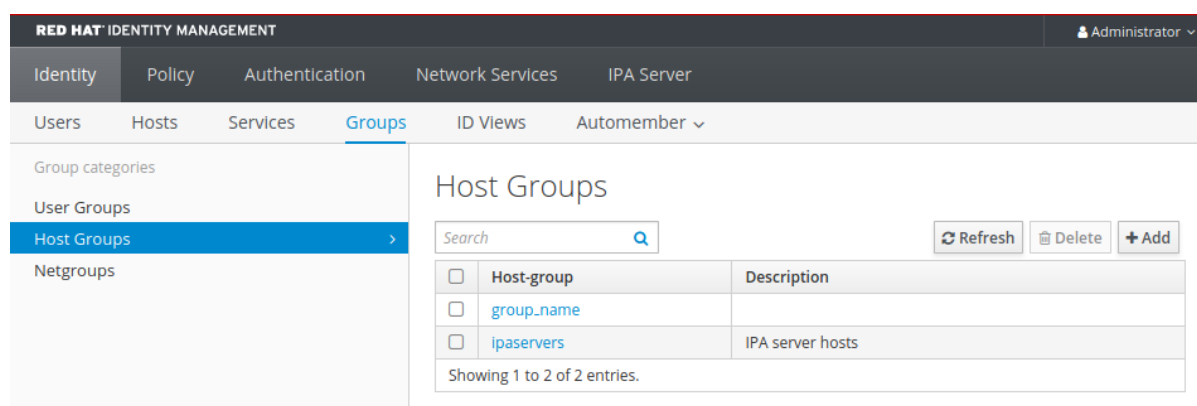 RED HAT IDENTITY MANAGEMENT Administrator
Identity Policy Authentication Network Services IPA Server
Users Hosts Services Groups ID Views Automember
Group categories
User Groups
Host Groups
Netgroups
Host Groups
Search Refresh Delete Add
Host-group Description
group_name
ipaservers IPA server hosts
Showing 1 to 2 of 2 entries.